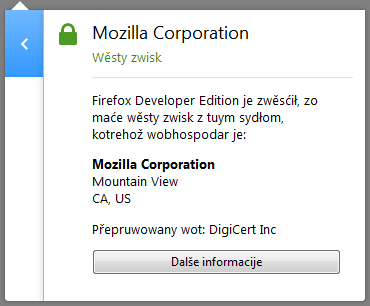 Mozilla Corporation
Wěsty zwisk
Firefox Developer Edition je zwěsćił, zo
maće wěsty zwisk z tuym sydłom,
kotrehož wobhospodar je:
Mozilla Corporation
Mountain View
CA, US
Přepruwowany wot: DigiCert Inc
Dalše informacije